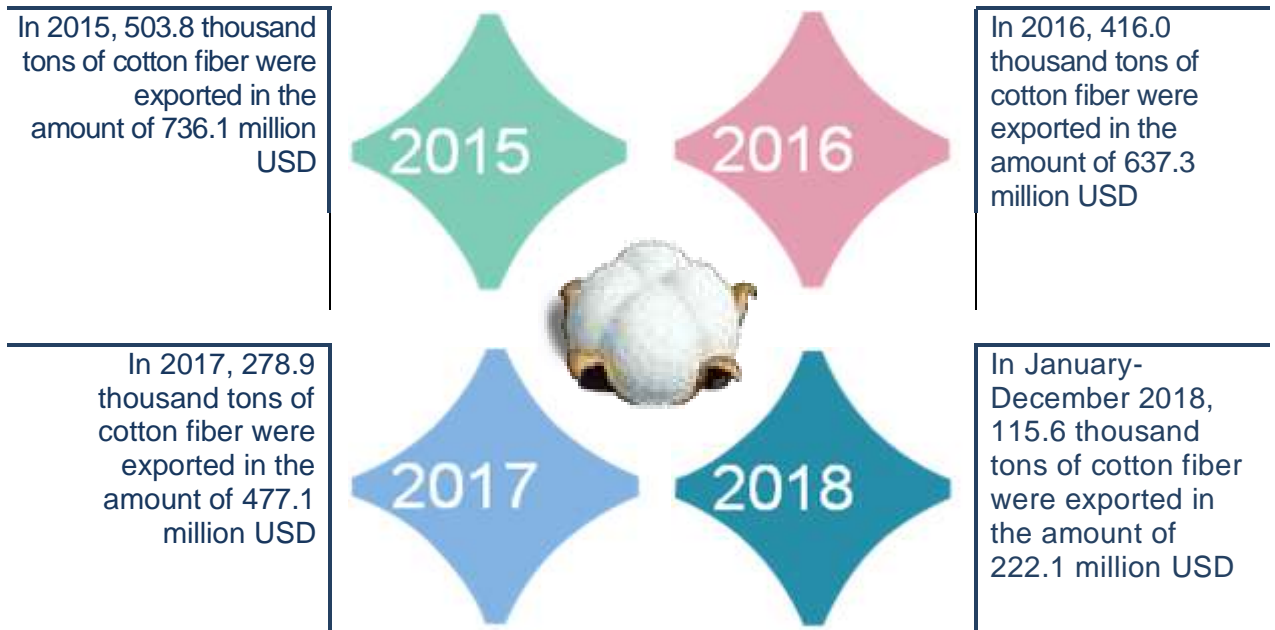 In 2015, 503.8 thousand
tons of cotton fiber were
exported in the
amount of 736.1 million
USD
2015
2016
In 2016, 416.0
thousand tons of
cotton fiber were
exported in the
amount of 637.3
million USD
In 2017, 278.9
thousand tons of
cotton fiber were
exported in the
amount of 477.1
million USD
2017
2018
In January-
December 2018,
115.6 thousand
tons of cotton fiber
were exported in
the amount of
222.1 million USD